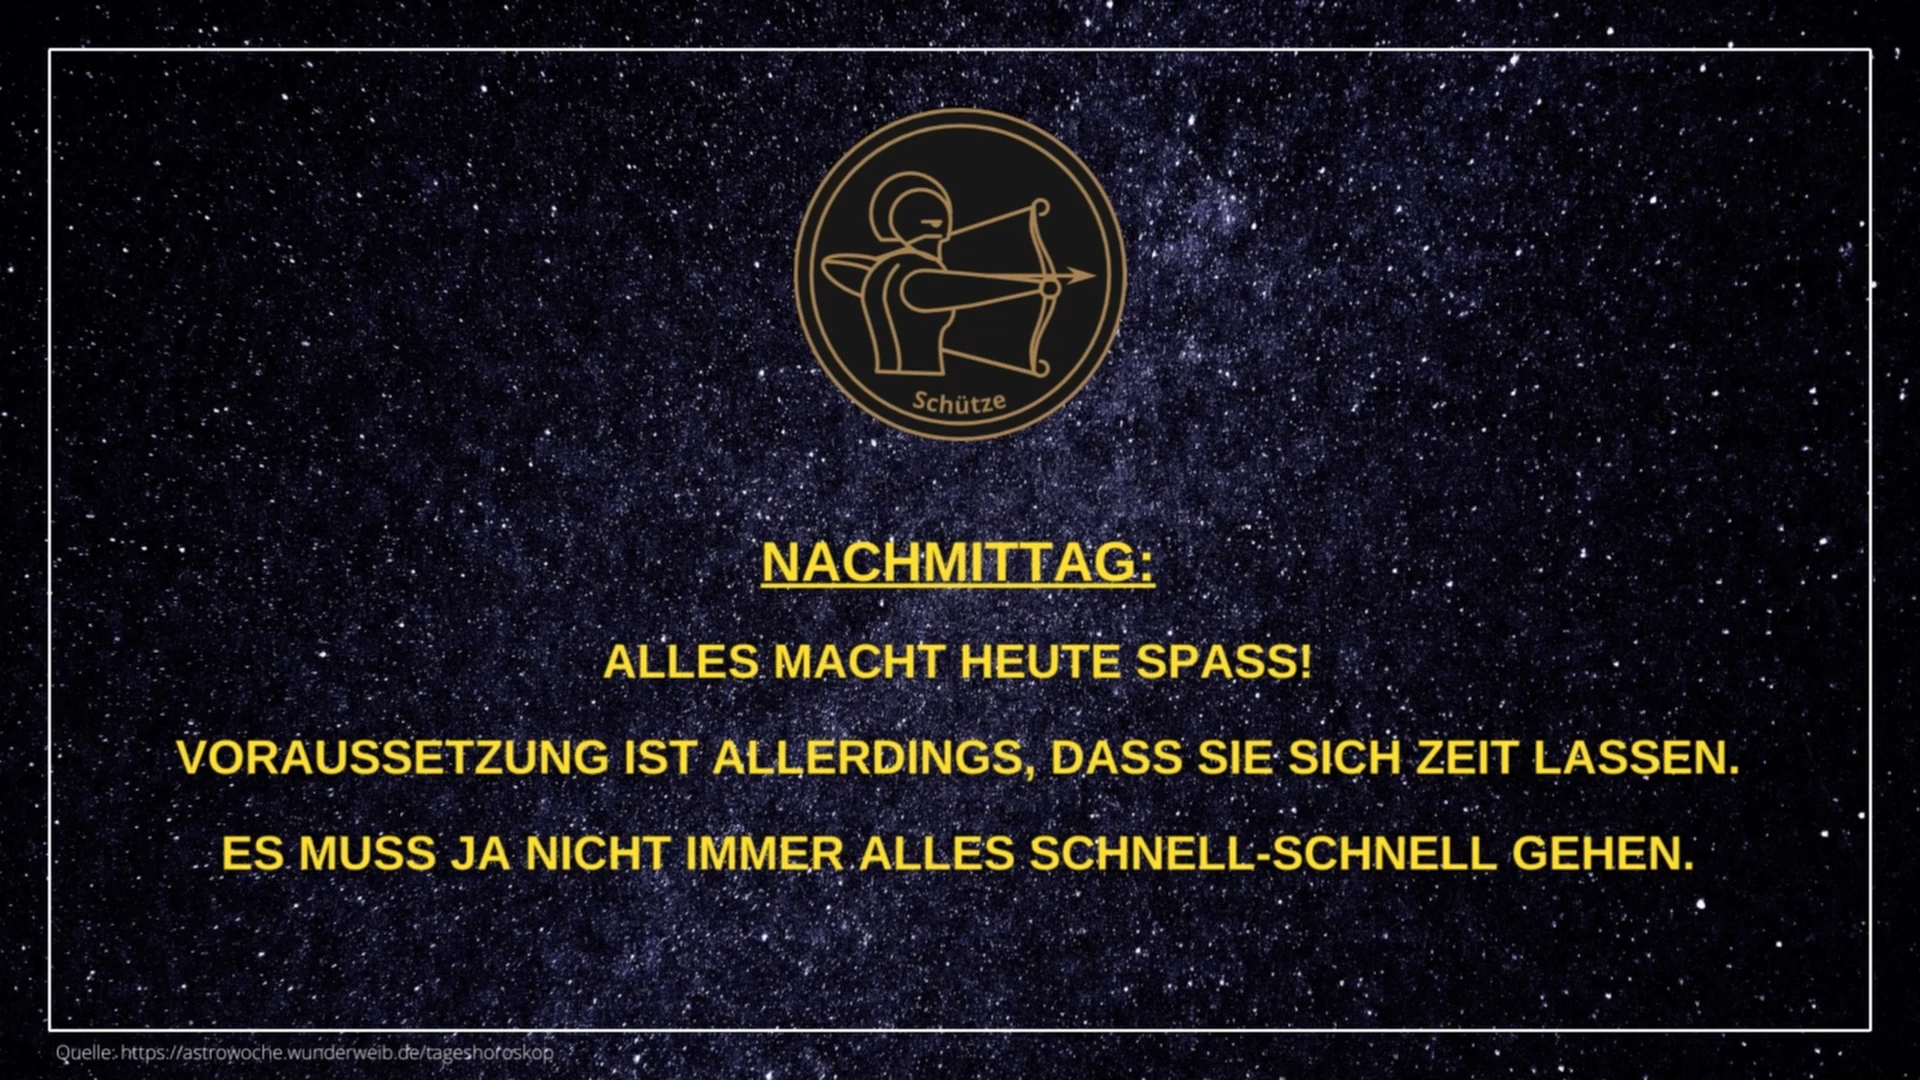 Schütze
NACHMITTAG:
ALLES MACHT HEUTE SPASS!
VORAUSSETZUNG IST ALLERDINGS, DASS SIE SICH ZEIT LASSEN.
ES MUSS JA NICHT IMMER ALLES SCHNELL-SCHNELL GEHEN.
Quelle: https://astrowoche.wunderweib.de/tageshoroskop